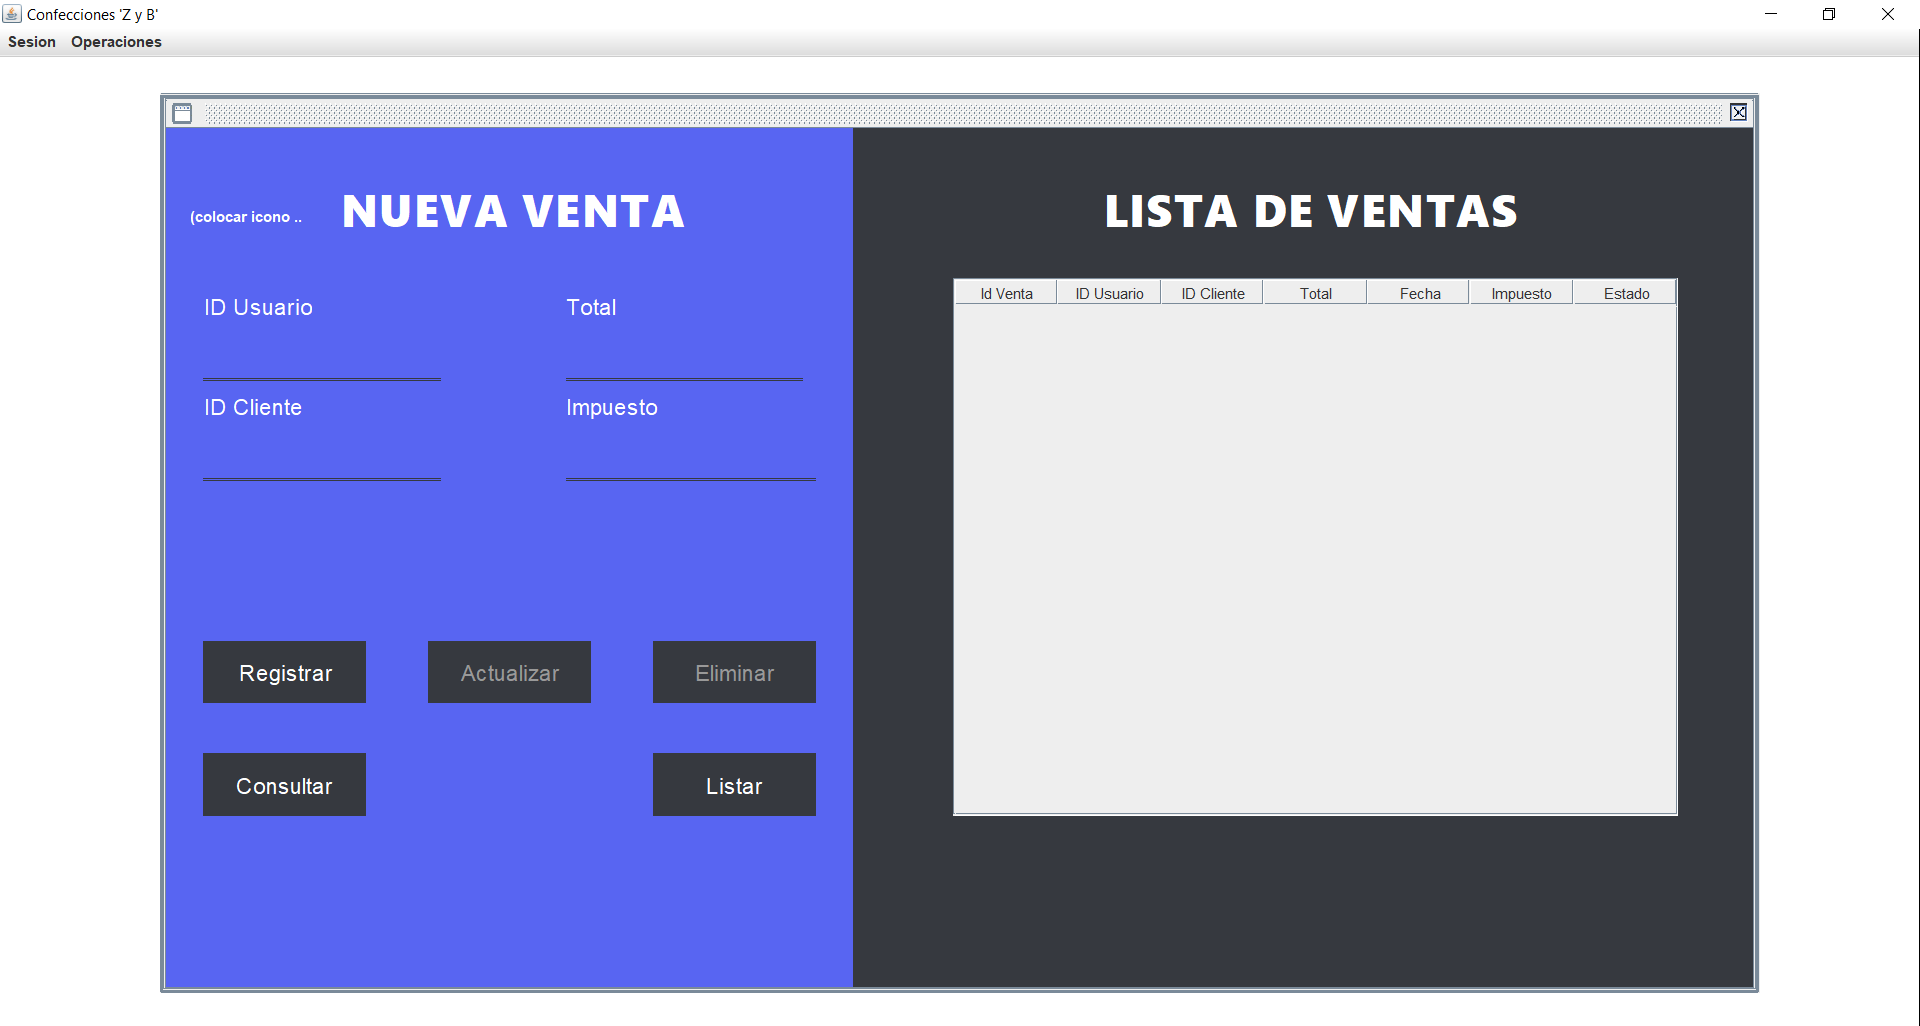 Confecciones 'Z y B'
Sesion Operaciones
(colocar icono ..
NUEVA VENTA
ID Usuario
Total
ID Cliente
Impuesto
Registrar
Actualizar
Eliminar
Consultar
Listar
LISTA DE VENTAS
Id Venta ID Usuario ID Cliente Total Fecha Impuesto Estado